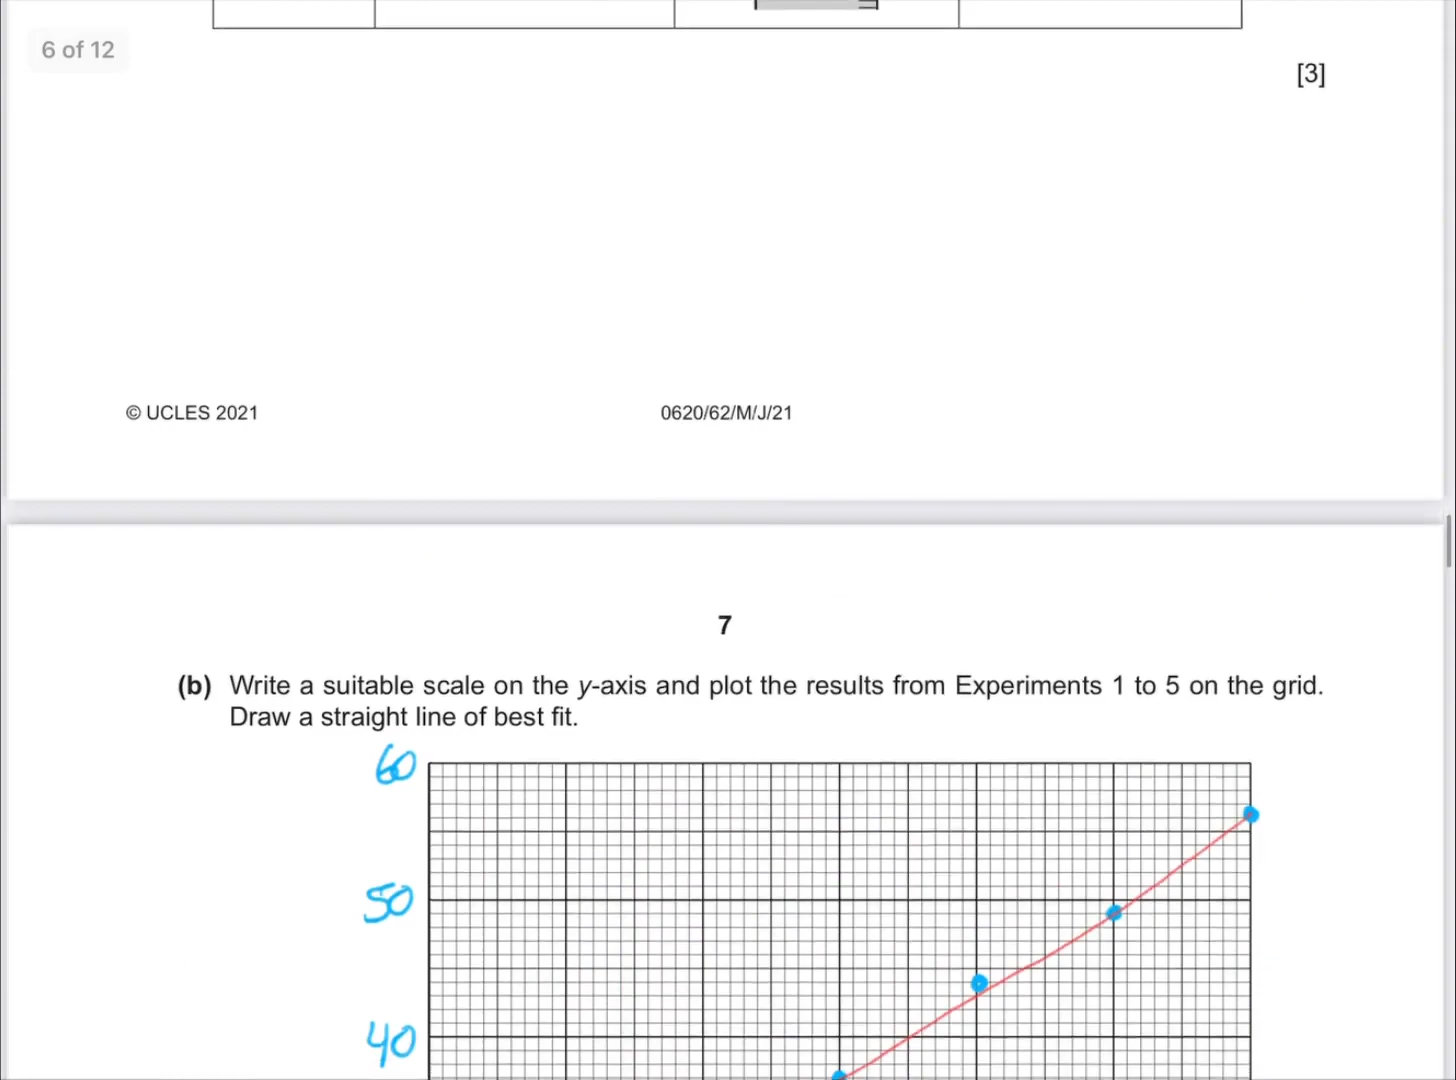 6 of 12
[3]
© UCLES 2021
0620/62/M/J/21
7
(b) Write a suitable scale on the y-axis and plot the results from Experiments 1 to 5 on the grid.
Draw a straight line of best fit.
60
50
40